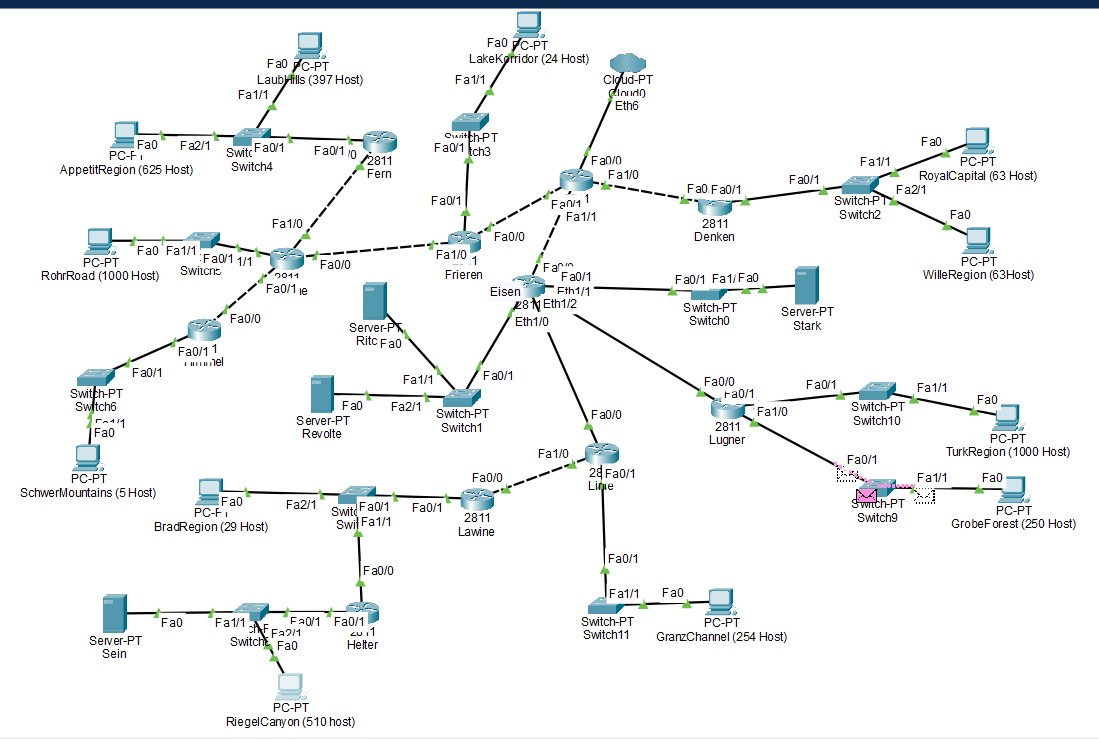 PC-PT
Fa0
LaubHills (397 Host)
Fa1/1
Fa0
Fa2/1
Fa0/1
Fa0/1
AppetitRegion (625 Host)
Switch4
2811
Fern
Fa0
PC-PT
LakeKorridor (24 Host)
Fa1/1
Switch-PT
Fa0/1
Fa0/1
Cloud-PT
Cloud0
Eth6
Fa0/0
Fa1/0
Fa0/1
Fa1/1
Fa0
Fa0/1
2811
Denken
Fa0/1
Fa1/1
Fa2/1
Switch-PT
Switch2
Fa0
PC-PT
RoyalCapital (63 Host)
Fa0
PC-PT
WilleRegion (63Host)
Fa1/0
Fa0
Fa1/1
Fa0/1
1/1
PC-PT
RohrRoad (1000 Host)
Fa0/0
Fa0/1
Fa1/0
Fa0/0
Frieren
Fa0/0
Fa0/1
Fa0/1
Switch-PT
Switch6
Fa0
PC-PT
SchwerMountains (5 Host)
Eisen
2811
Fa0/1
Eth1/1
Eth1/2
Eth1/0
Fa0/1
Fa0
Switch-PT
Switch0
Server-PT
Stark
Server-PT
Fa0
Fa1/1
Fa0/1
Fa0
Fa2/1
Server-PT
Revolte
Switch-PT
Switch1
Fa0/0
Fa0/1
Fa1/0
2811
Lugner
Fa0/1
Fa1/1
Switch-PT
Switch10
Fa0
PC-PT
TurkRegion (1000 Host)
Fa0/1
Fa1/1
Fa0
Switch-PT
Switch9
PC-PT
GrobeForest (250 Host)
Fa0/0
Fa1/0
Fa0/1
Fa0
Fa2/1
Fa0/1
Fa1/1
Fa0/1
Fa0/0
BradRegion (29 Host)
2811
Lawine
Fa0/0
Fa0/1
Fa1/1
Fa0
Switch-PT
Switch11
PC-PT
GranzChannel (254 Host)
Fa0
Fa1/1
Fa0/1
Fa0/1
Fa2/1
Fa0
Server-PT
Sein
2811
Helter
PC-PT
RiegelCanyon (510 host)